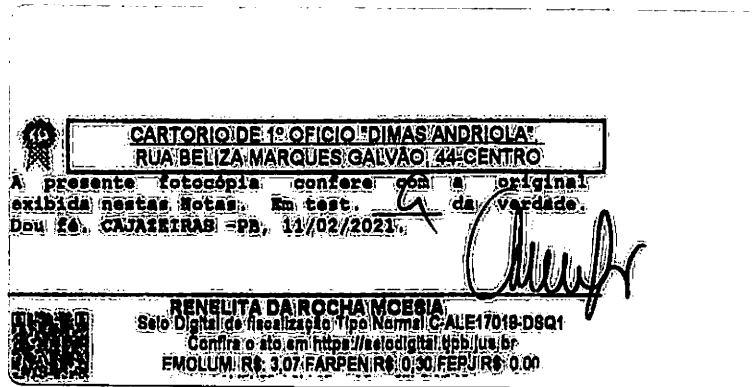 CARTORIO DE 1º OFICIO "DIMAS ANDRIOLA"
RUA BELIZA MARQUES GALVÃO, 44-CENTRO
A presente fotocópia confere com a original
exibida nestas Notas. Em test. da verdade.
Dou fé. CAJAZEIRAS -PB, 11/02/2021.
RENELITA DA ROCHA MOESIA
Selo Digital de fiscalização Tipo Normal C-ALE17018-DSQ1
Confira o ato em https://selodigital.tjpb.jus.br
EMOLUM. R$: 3,07 FARPEN R$ 0,30 FEPJ R$ 0,00